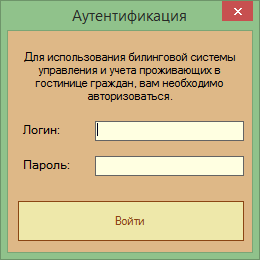 Аутентификация
Для использования билинговой системы
управления и учета проживающих в
гостинице граждан, вам необходимо
авторизоваться.
Логин:
Пароль:
Войти